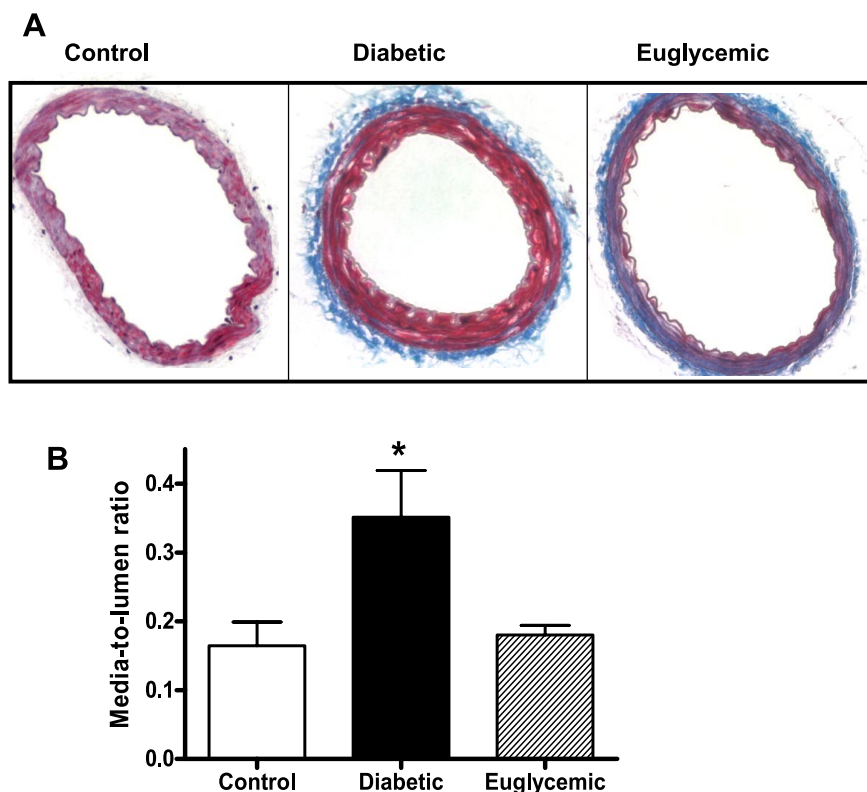 A
Control Diabetic Euglycemic
B
*
Media-to-lumen ratio
0.4
0.3
0.2
0.1
0.0
Control Diabetic Euglycemic